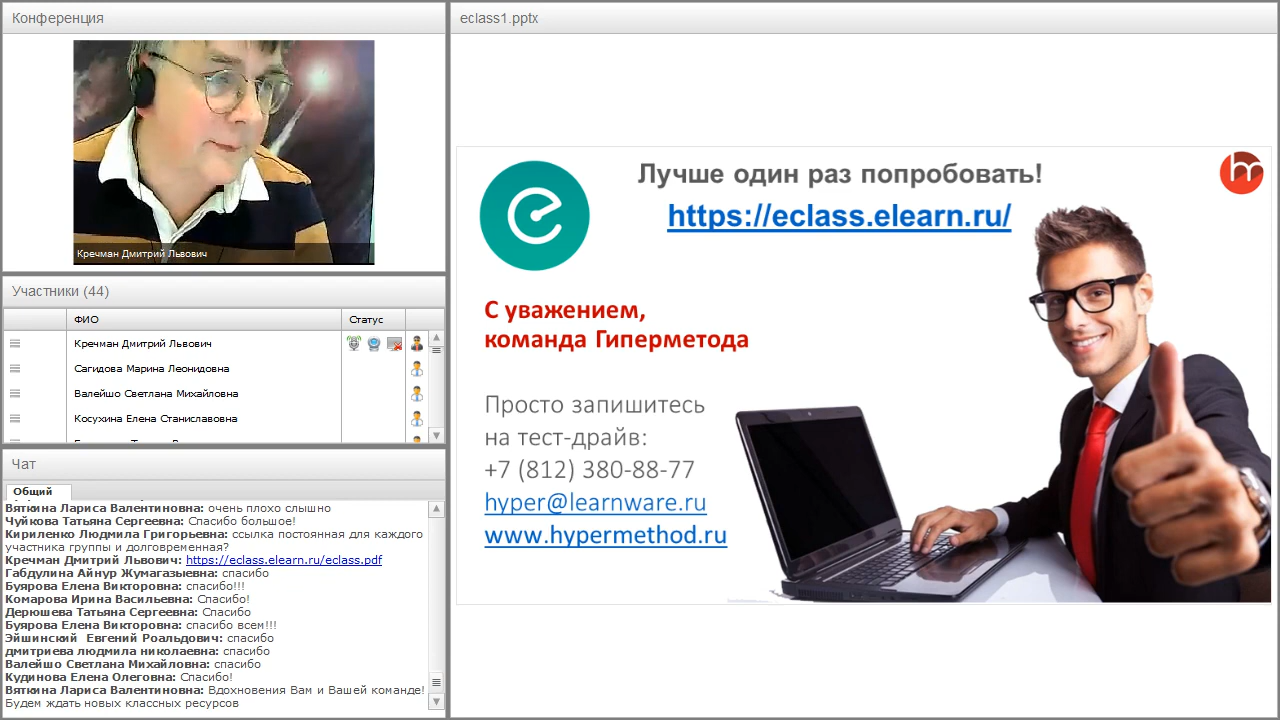 Конференция
Кречман Дмитрий Львович
Участники (44)
ФИО
Статус
Кречман Дмитрий Львович
Сагидова Марина Леонидовна
Валейшо Светлана Михайловна
Косухина Елена Станиславовна
Чат
Общий
Вяткина Лариса Валентиновна: очень плохо слышно
Чуйкова Татьяна Сергеевна: Спасибо большое!
Кириленко Людмила Григорьевна: ссылка постоянная для каждого
участника группы и долговременная?
Кречман Дмитрий Львович: https://eclass.elearn.ru/eclass.pdf
Габдулина Айнур Жумагазыевна: спасибо
Буярова Елена Викторовна: спасибо!!!
Комарова Ирина Васильевна: Спасибо!
Дерюшева Татьяна Сергеевна: Спасибо
Буярова Елена Викторовна: спасибо всем!!!
Эйшинский  Евгений Роальдович: спасибо
дмитриева людмила николаевна: спасибо
Валейшо Светлана Михайловна: спасибо
Кудинова Елена Олеговна: Спасибо!
Вяткина Лариса Валентиновна: Вдохновения Вам и Вашей команде!
Будем ждать новых классных ресурсов
eclass1.pptx
Лучше один раз попробовать!
https://eclass.elearn.ru/
С уважением,
команда Гиперметода
Просто запишитесь
на тест-драйв:
+7 (812) 380-88-77
hyper@learnware.ru
www.hypermethod.ru